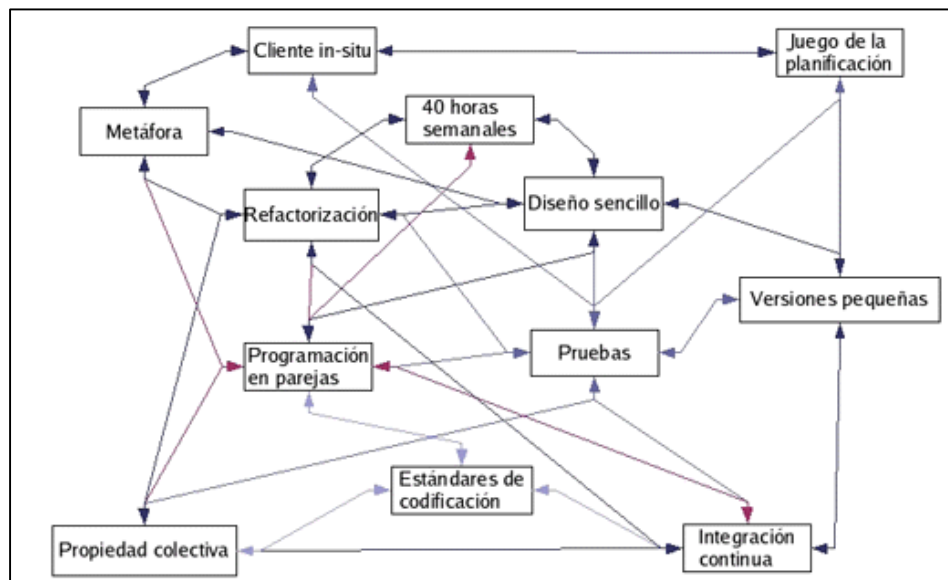 Cliente in-situ
Juego de la
planificación
40 horas
semanales
Metáfora
Refactorización
Diseño sencillo
Versiones pequeñas
Programación
en parejas
Pruebas
Estándares de
codificación
Propiedad colectiva
Integración
continua